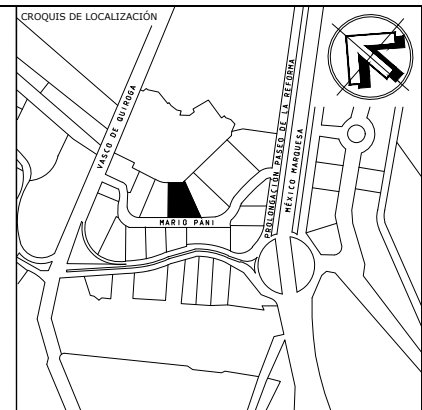 CROQUIS DE LOCALIZACIÓN
VASCO DE QUIROGA
PROLONGACIÓN PASEO DE LA REFORMA
MÉXICO MARQUESA
MARIO PANI